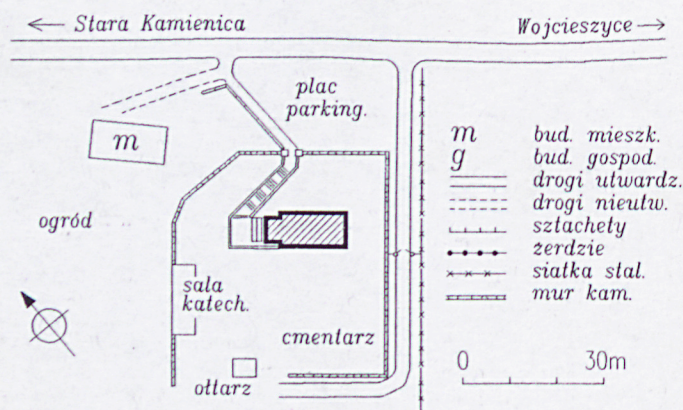 Stara Kamienica
Wojcieszyce
plac
parking.
m
ogród
sala
katech.
cmentarz
ołtarz
m bud. mieszk.
g bud. gospod.
drogi utwardz.
drogi nieutw.
sztachety
żerdzie
siatka stal.
mur kam.
0 30m